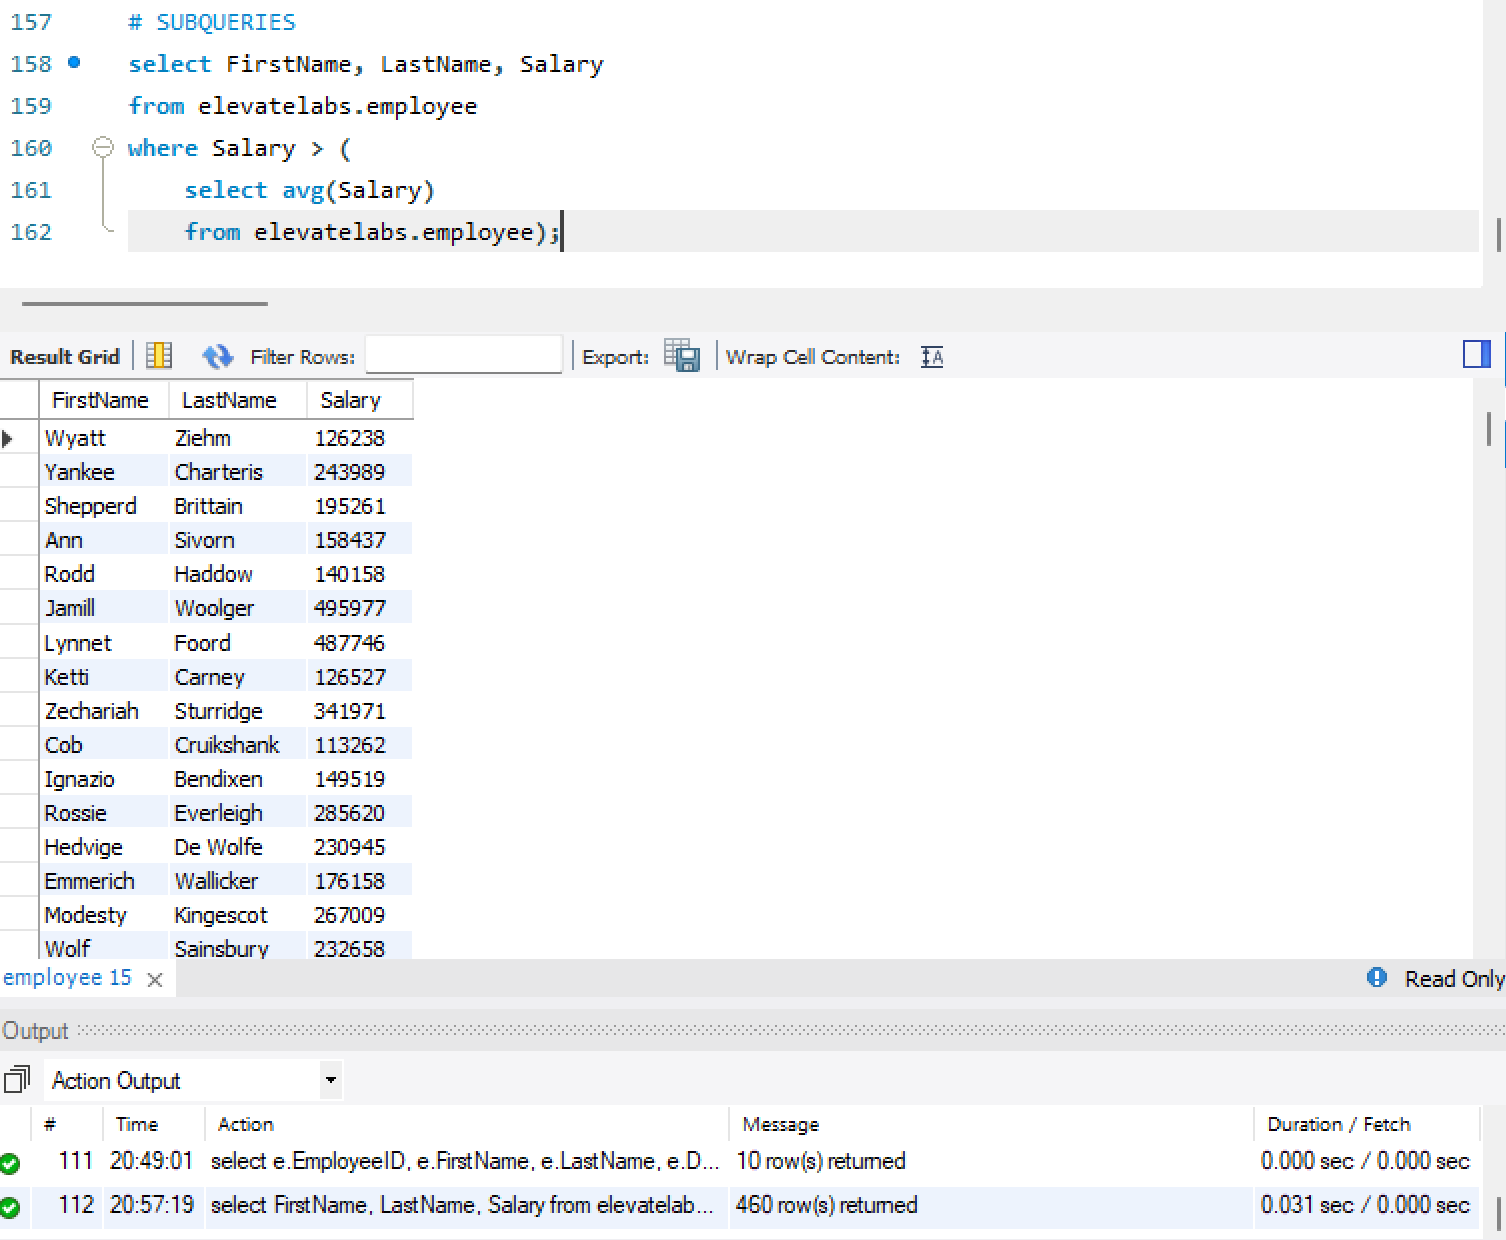 157 # SUBQUERIES
158 select FirstName, LastName, Salary
159 from elevatelabs.employee
160 where Salary > (
161 select avg(Salary)
162 from elevatelabs.employee);
Result Grid Filter Rows: Export: Wrap Cell Content: IA
FirstName LastName Salary
Wyatt Ziehm 126238
Yankee Charteris 243989
Shepperd Brittain 195261
Ann Sivorn 158437
Rodd Haddow 140158
Jamill Woolger 495977
Lynnet Foord 487746
Ketti Carney 126527
Zechariah Sturridge 341971
Cob Cruikshank 113262
Ignazio Bendixen 149519
Rossie Everleigh 285620
Hedvige De Wolfe 230945
Emmerich Wallicker 176158
Modesty Kingescot 267009
Wolf Sainsbury 232658
employee 15 Read Only
Output
Action Output
# Time Action Message Duration / Fetch
111 20:49:01 select e.EmployeeID, e.FirstName, e.LastName, e.D... 10 row(s) returned 0.000 sec / 0.000 sec
112 20:57:19 select FirstName, LastName, Salary from elevatelab... 460 row(s) returned 0.031 sec / 0.000 sec